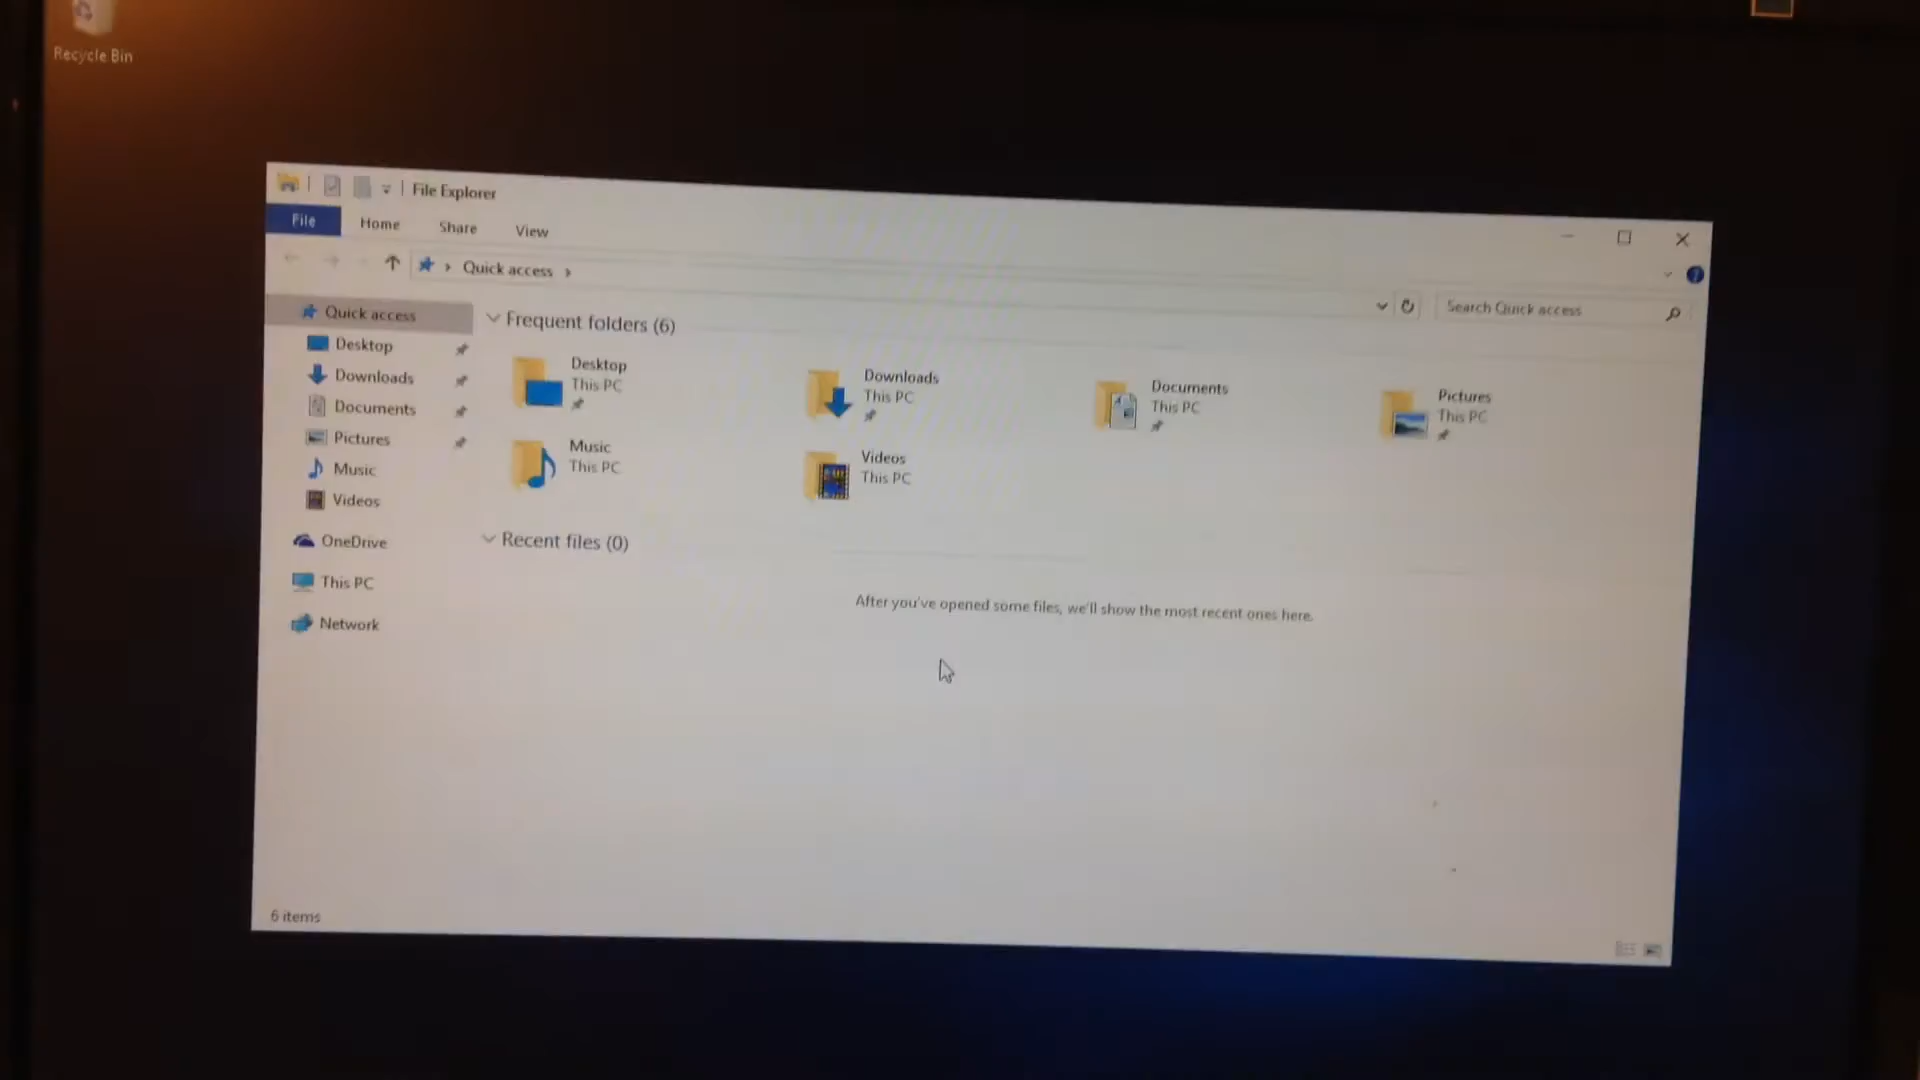 Recycle Bin
File Explorer
File Home Share View
Quick access
Search Quick access
Quick access
Desktop
Downloads
Documents
Pictures
Music
Videos
OneDrive
This PC
Network
Frequent folders (6)
Desktop
This PC
Downloads
This PC
Documents
This PC
Pictures
This PC
Music
This PC
Videos
This PC
Recent files (0)
After you've opened some files, we'll show the most recent ones here.
6 items